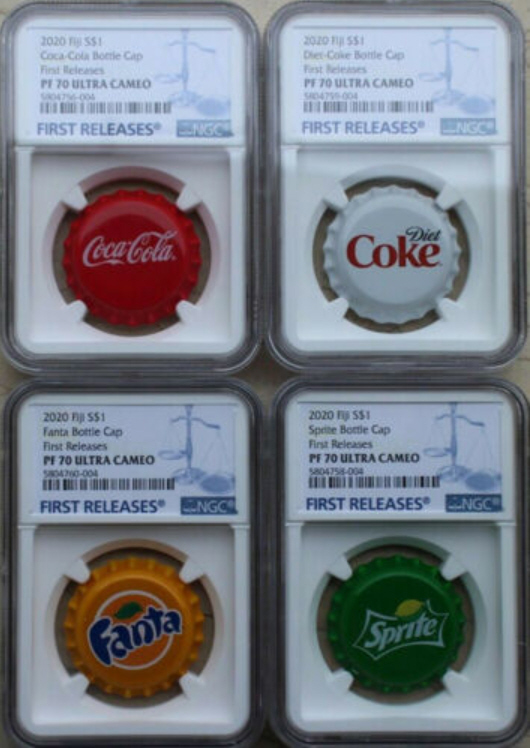 2020 Fiji S$1
Coca-Cola Bottle Cap
First Releases
PF 70 ULTRA CAMEO
5804756-004
FIRST RELEASES®
NGC®
Coca-Cola
2020 Fiji S$1
Diet-Coke Bottle Cap
First Releases
PF 70 ULTRA CAMEO
5804759-004
FIRST RELEASES®
NGC®
Diet
Coke
2020 Fiji S$1
Fanta Bottle Cap
First Releases
PF 70 ULTRA CAMEO
5804760-004
FIRST RELEASES®
NGC®
Fanta
2020 Fiji S$1
Sprite Bottle Cap
First Releases
PF 70 ULTRA CAMEO
5804758-004
FIRST RELEASES®
NGC®
Sprite